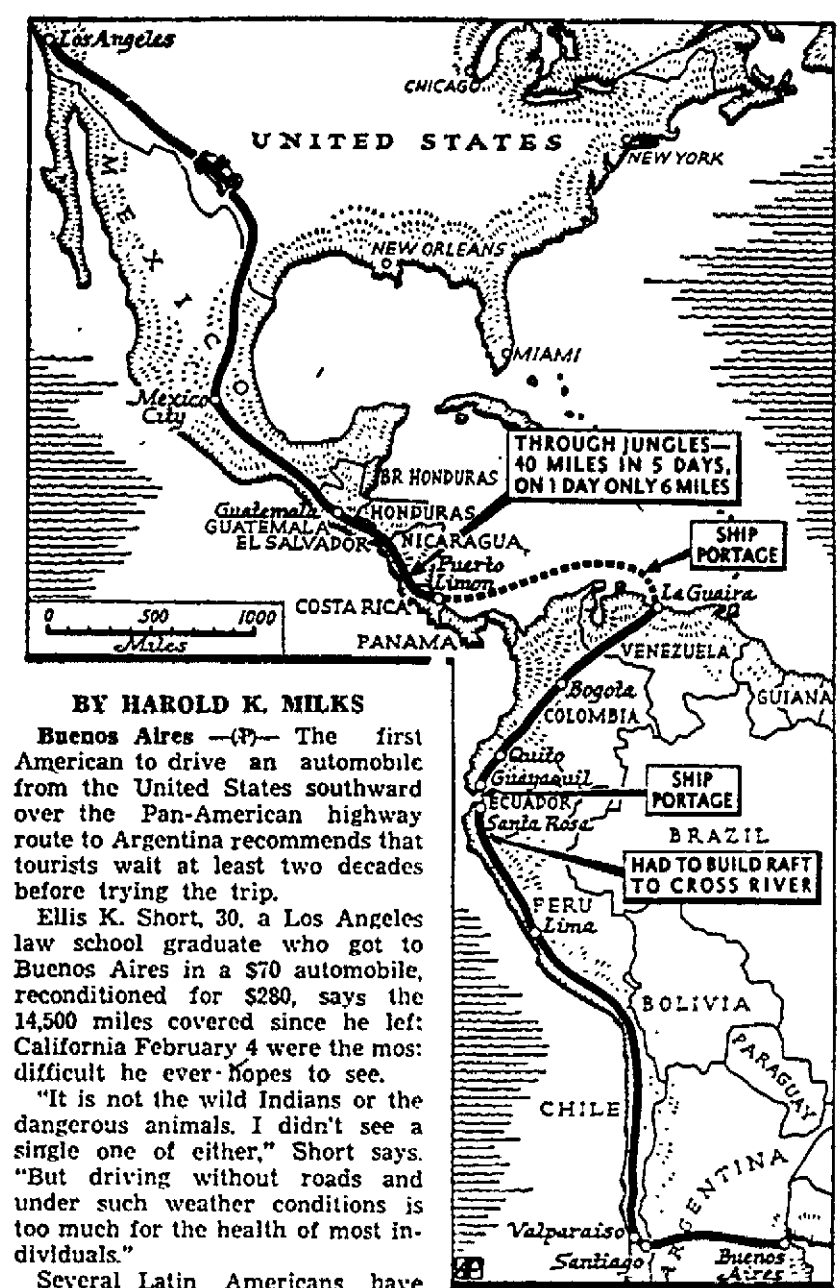 Los Angeles
CHICAGO
UNITED STATES
NEW YORK
MEXICO
NEW ORLEANS
MIAMI
Mexico
City
THROUGH JUNGLES—
40 MILES IN 5 DAYS,
ON 1 DAY ONLY 6 MILES
BR HONDURAS
Guatemala
HONDURAS
GUATEMALA
EL SALVADOR
NICARAGUA
SHIP
PORTAGE
Puerto
Limon
La Guaira
COSTA RICA
0 500 1000
Miles
PANAMA
VENEZUELA
GUIANA
Bogota
COLOMBIA
Quito
Guayaquil
SHIP
PORTAGE
ECUADOR
Santa Rosa
BRAZIL
HAD TO BUILD RAFT
TO CROSS RIVER
PERU
Lima
BOLIVIA
PARAGUAY
CHILE
ARGENTINA
Valparaiso
Santiago
Buenos
Aires
AP
BY HAROLD K. MILKS
Buenos Aires —(P)— The first
American to drive an automobile
from the United States southward
over the Pan-American highway
route to Argentina recommends that
tourists wait at least two decades
before trying the trip.
Ellis K. Short, 30, a Los Angeles
law school graduate who got to
Buenos Aires in a $70 automobile,
reconditioned for $280, says the
14,500 miles covered since he left
California February 4 were the most
difficult he ever hopes to see.
"It is not the wild Indians or the
dangerous animals. I didn't see a
single one of either," Short says.
"But driving without roads and
under such weather conditions is
too much for the health of most in-
dividuals."
Several Latin Americans have